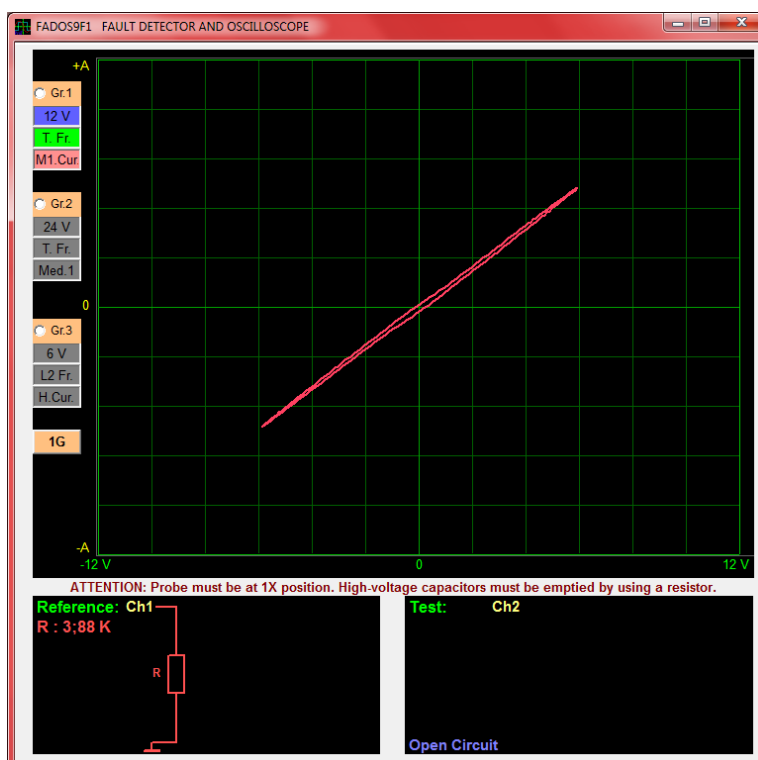 FADOS9F1 FAULT DETECTOR AND OSCILLOSCOPE
+A
Gr.1
12 V
T. Fr.
M1.Cur.
Gr.2
24 V
T. Fr.
Med.1
0
Gr.3
6 V
L2 Fr.
H.Cur.
1G
-A
-12 V 0 12 V
ATTENTION: Probe must be at 1X position. High-voltage capacitors must be emptied by using a resistor.
Reference: Ch1
R : 3;88 K
R
Test: Ch2
Open Circuit